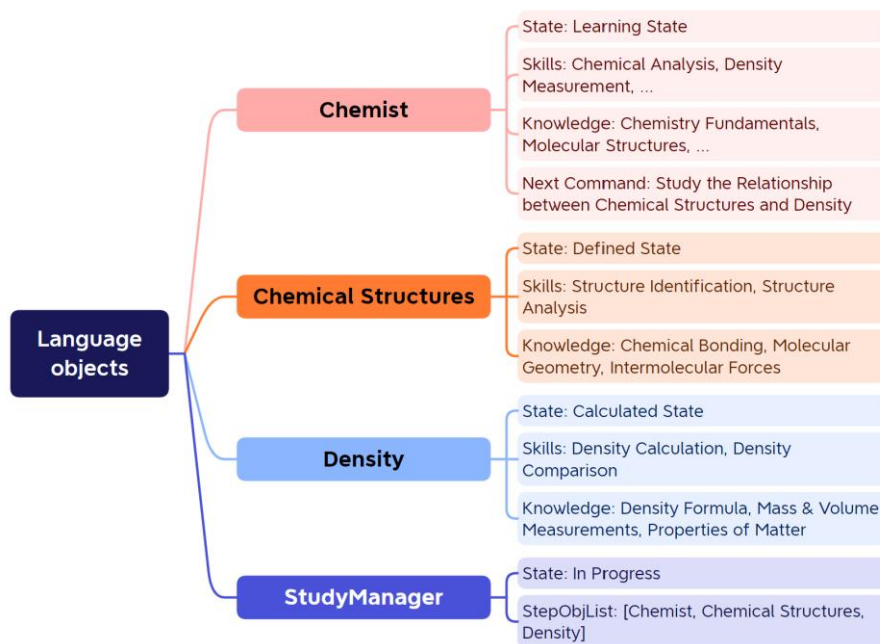 Language
objects
Chemist
State: Learning State
Skills: Chemical Analysis, Density
Measurement, ...
Knowledge: Chemistry Fundamentals,
Molecular Structures, ...
Next Command: Study the Relationship
between Chemical Structures and Density
Chemical Structures
State: Defined State
Skills: Structure Identification, Structure
Analysis
Knowledge: Chemical Bonding, Molecular
Geometry, Intermolecular Forces
Density
State: Calculated State
Skills: Density Calculation, Density
Comparison
Knowledge: Density Formula, Mass & Volume
Measurements, Properties of Matter
StudyManager
State: In Progress
StepObjList: [Chemist, Chemical Structures,
Density]